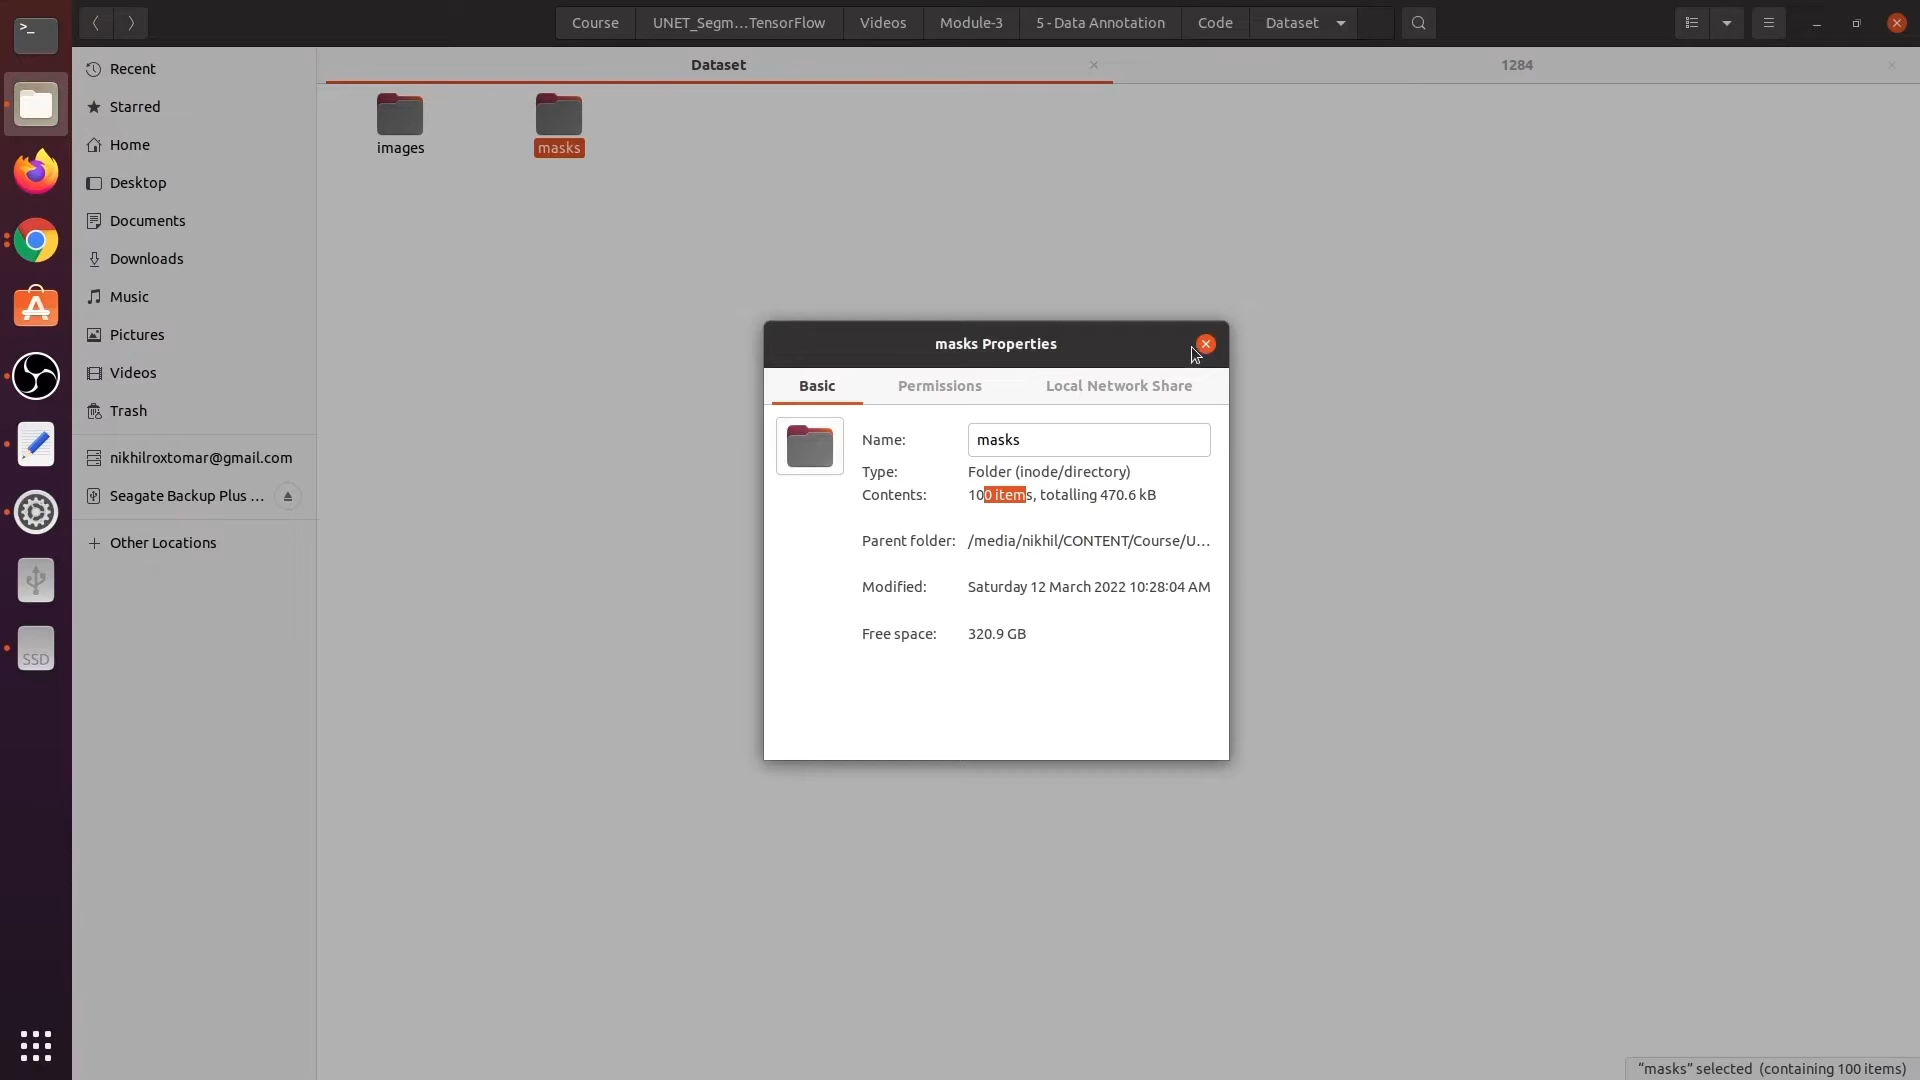 Course
UNET_Segm...TensorFlow
Videos
Module-3
5 - Data Annotation
Code
Dataset
Dataset
1284
Recent
Starred
Home
Desktop
Documents
Downloads
Music
Pictures
Videos
Trash
nikhilroxtomar@gmail.com
Seagate Backup Plus ...
Other Locations
images
masks
masks Properties
Basic
Permissions
Local Network Share
Name: masks
Type: Folder (inode/directory)
Contents: 100 items, totalling 470.6 kB
Parent folder: /media/nikhil/CONTENT/Course/U...
Modified: Saturday 12 March 2022 10:28:04 AM
Free space: 320.9 GB
>_
SSD
"masks" selected (containing 100 items)